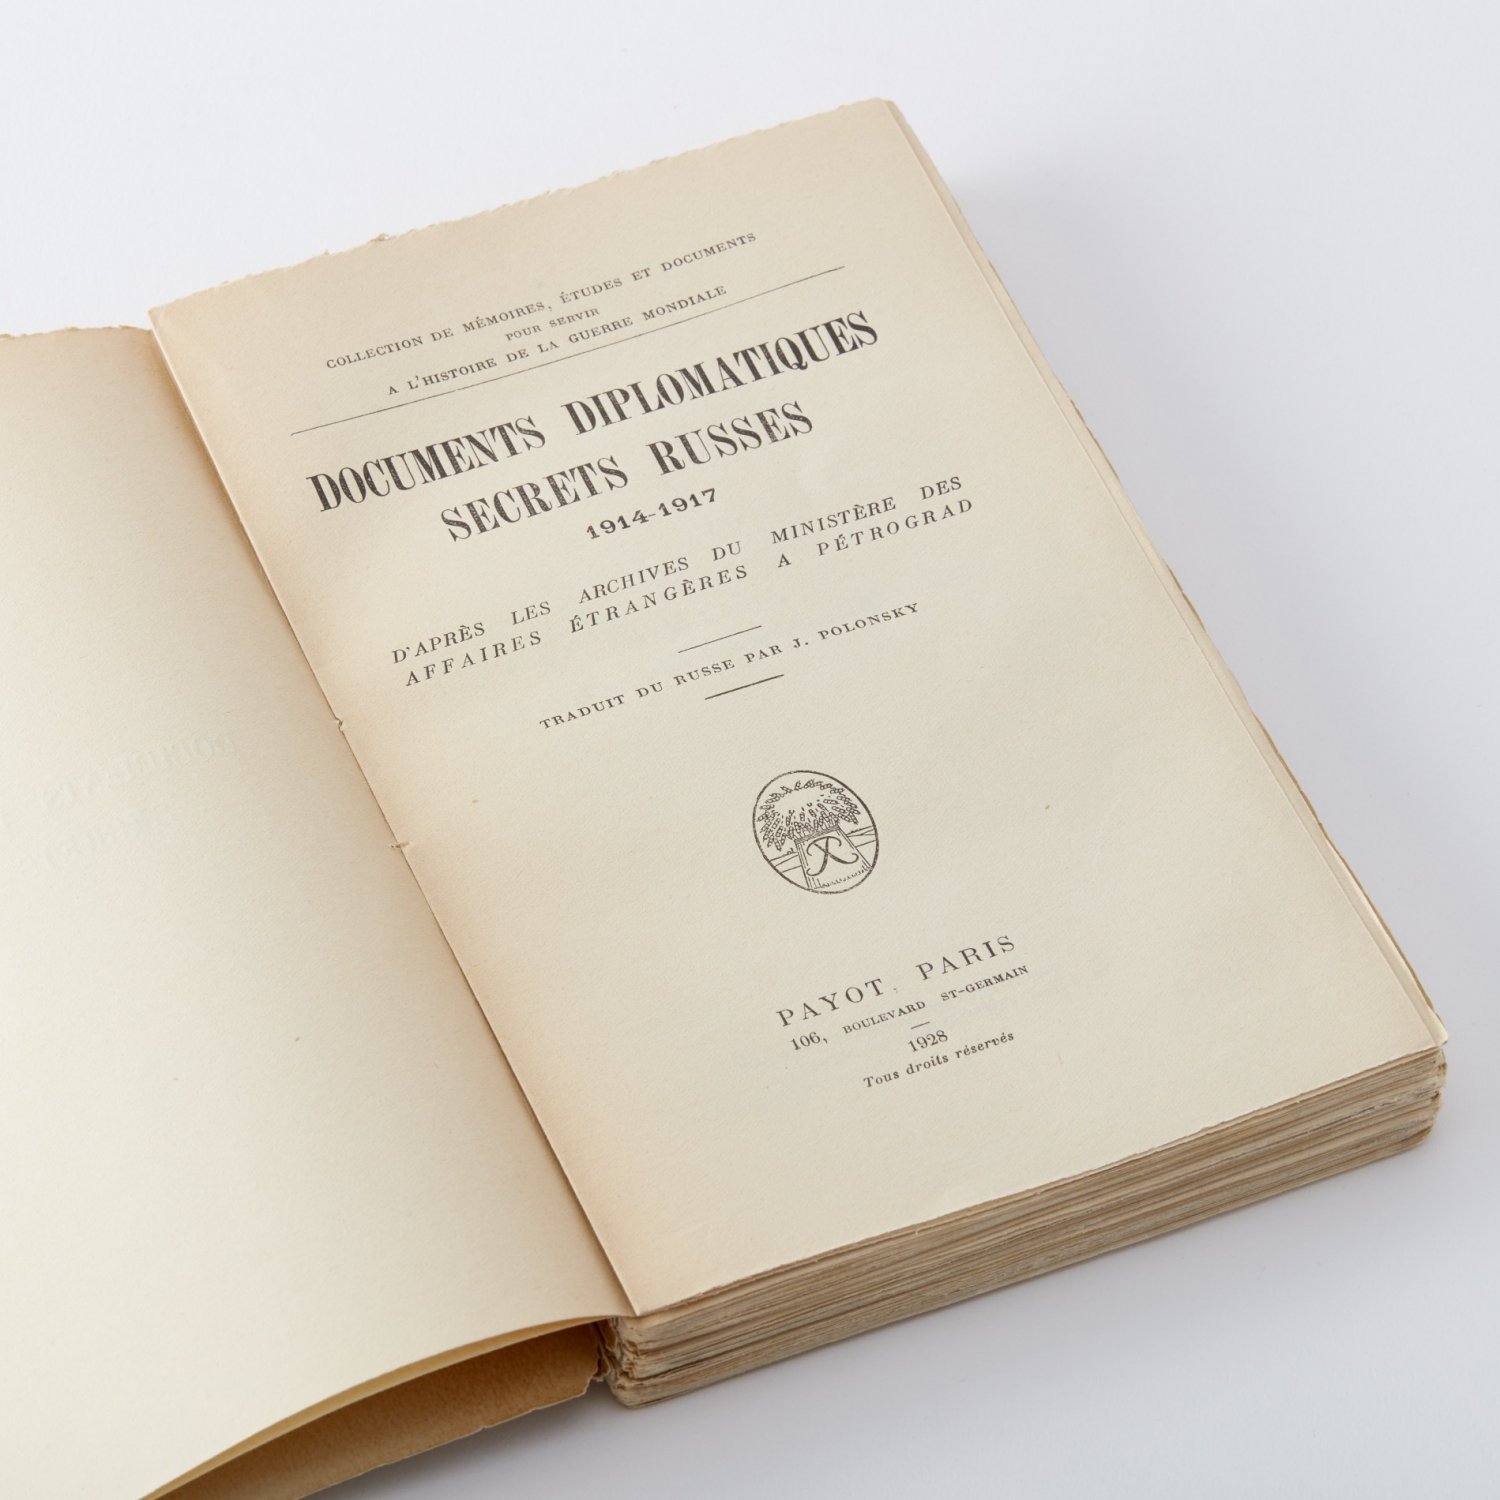 COLLECTION DE MÉMOIRES, ÉTUDES ET DOCUMENTS
POUR SERVIR
A L'HISTOIRE DE LA GUERRE MONDIALE
DOCUMENTS DIPLOMATIQUES
SECRETS RUSSES
1914-1917
D'APRÈS LES ARCHIVES DU MINISTÈRE DES
AFFAIRES ÉTRANGÈRES A PÉTROGRAD
TRADUIT DU RUSSE PAR J. POLONSKY
PAYOT, PARIS
106, BOULEVARD ST-GERMAIN
1928
Tous droits réservés